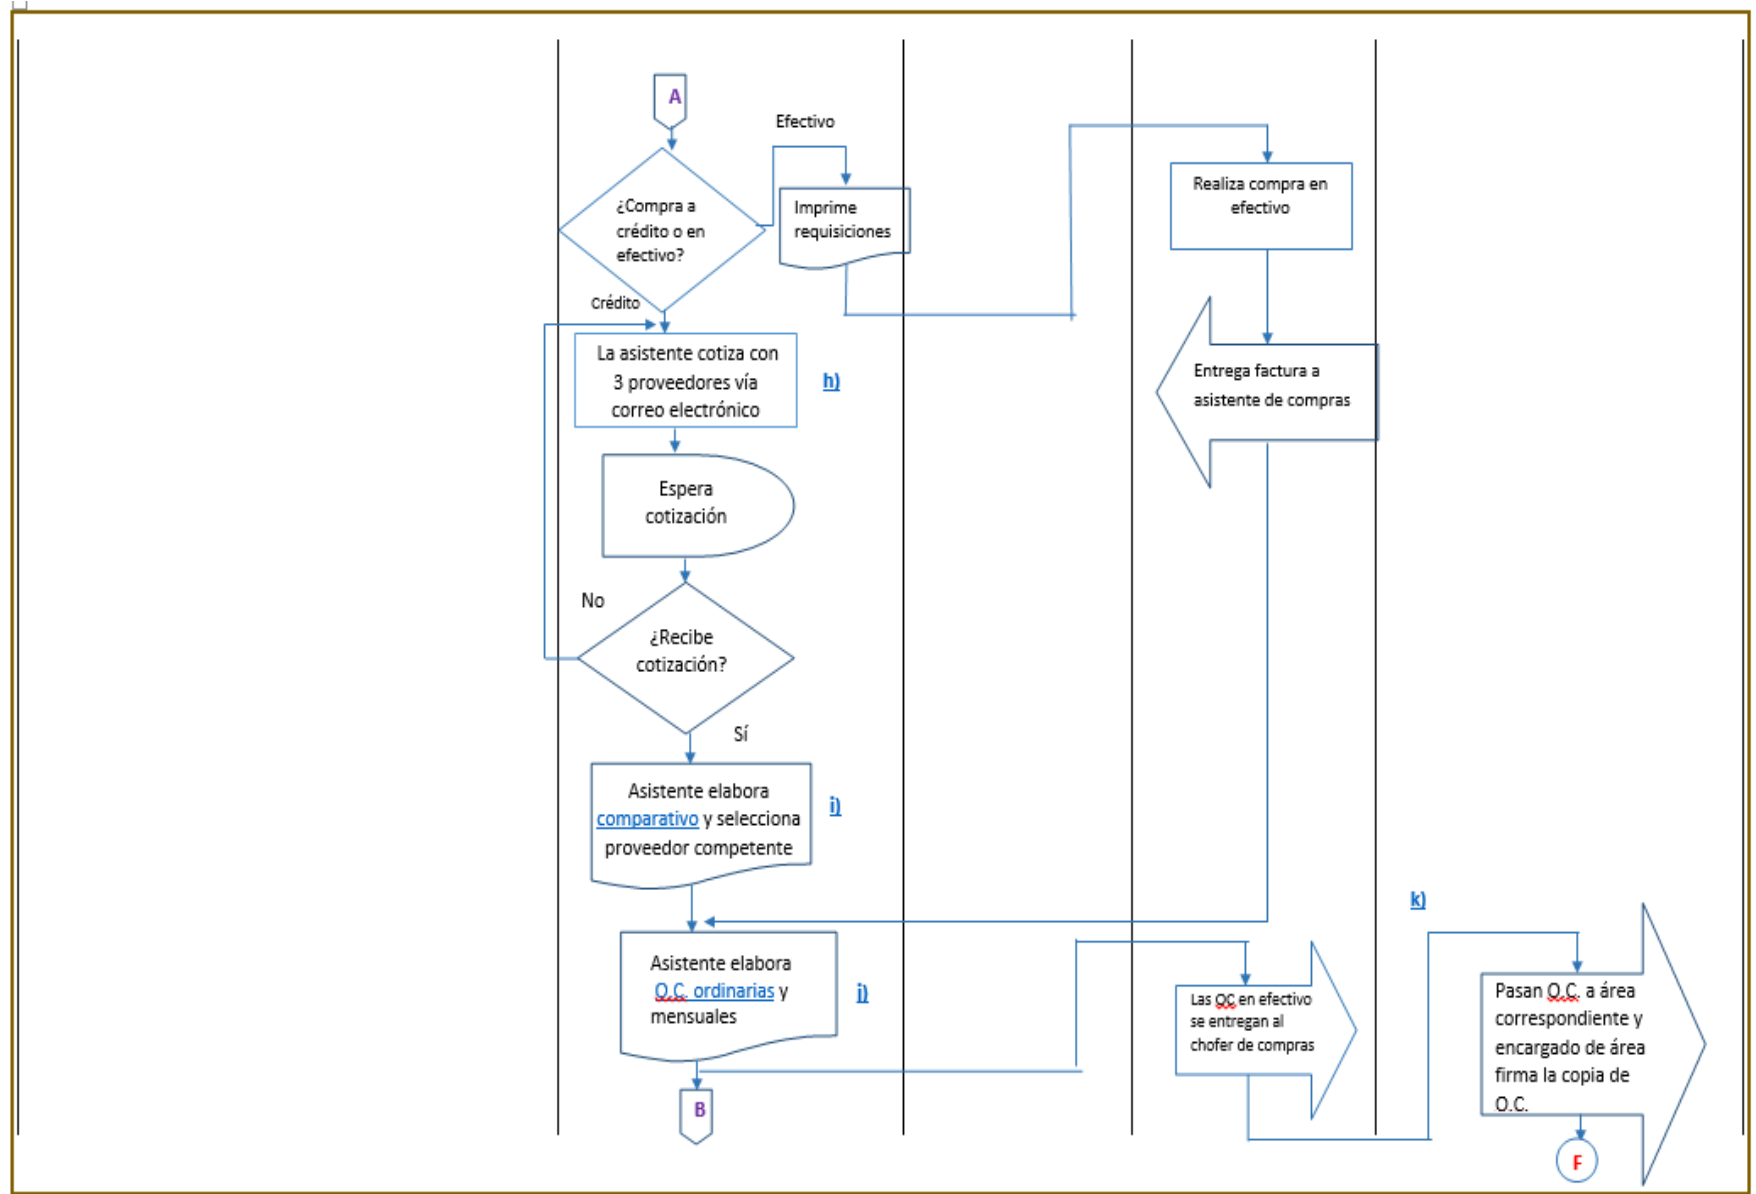 A
Efectivo
¿Compra a
crédito o en
efectivo?
Imprime
requisiciones
Realiza compra en
efectivo
Crédito
La asistente cotiza con
3 proveedores vía
correo electrónico
h)
Entrega factura a
asistente de compras
Espera
cotización
No
¿Recibe
cotización?
Sí
Asistente elabora
comparativo y selecciona
proveedor competente
i)
Asistente elabora
O.C. ordinarias y
mensuales
j)
Las OC en efectivo
se entregan al
chofer de compras
k)
Pasan O.C. a área
correspondiente y
encargado de área
firma la copia de
O.C.
B
F